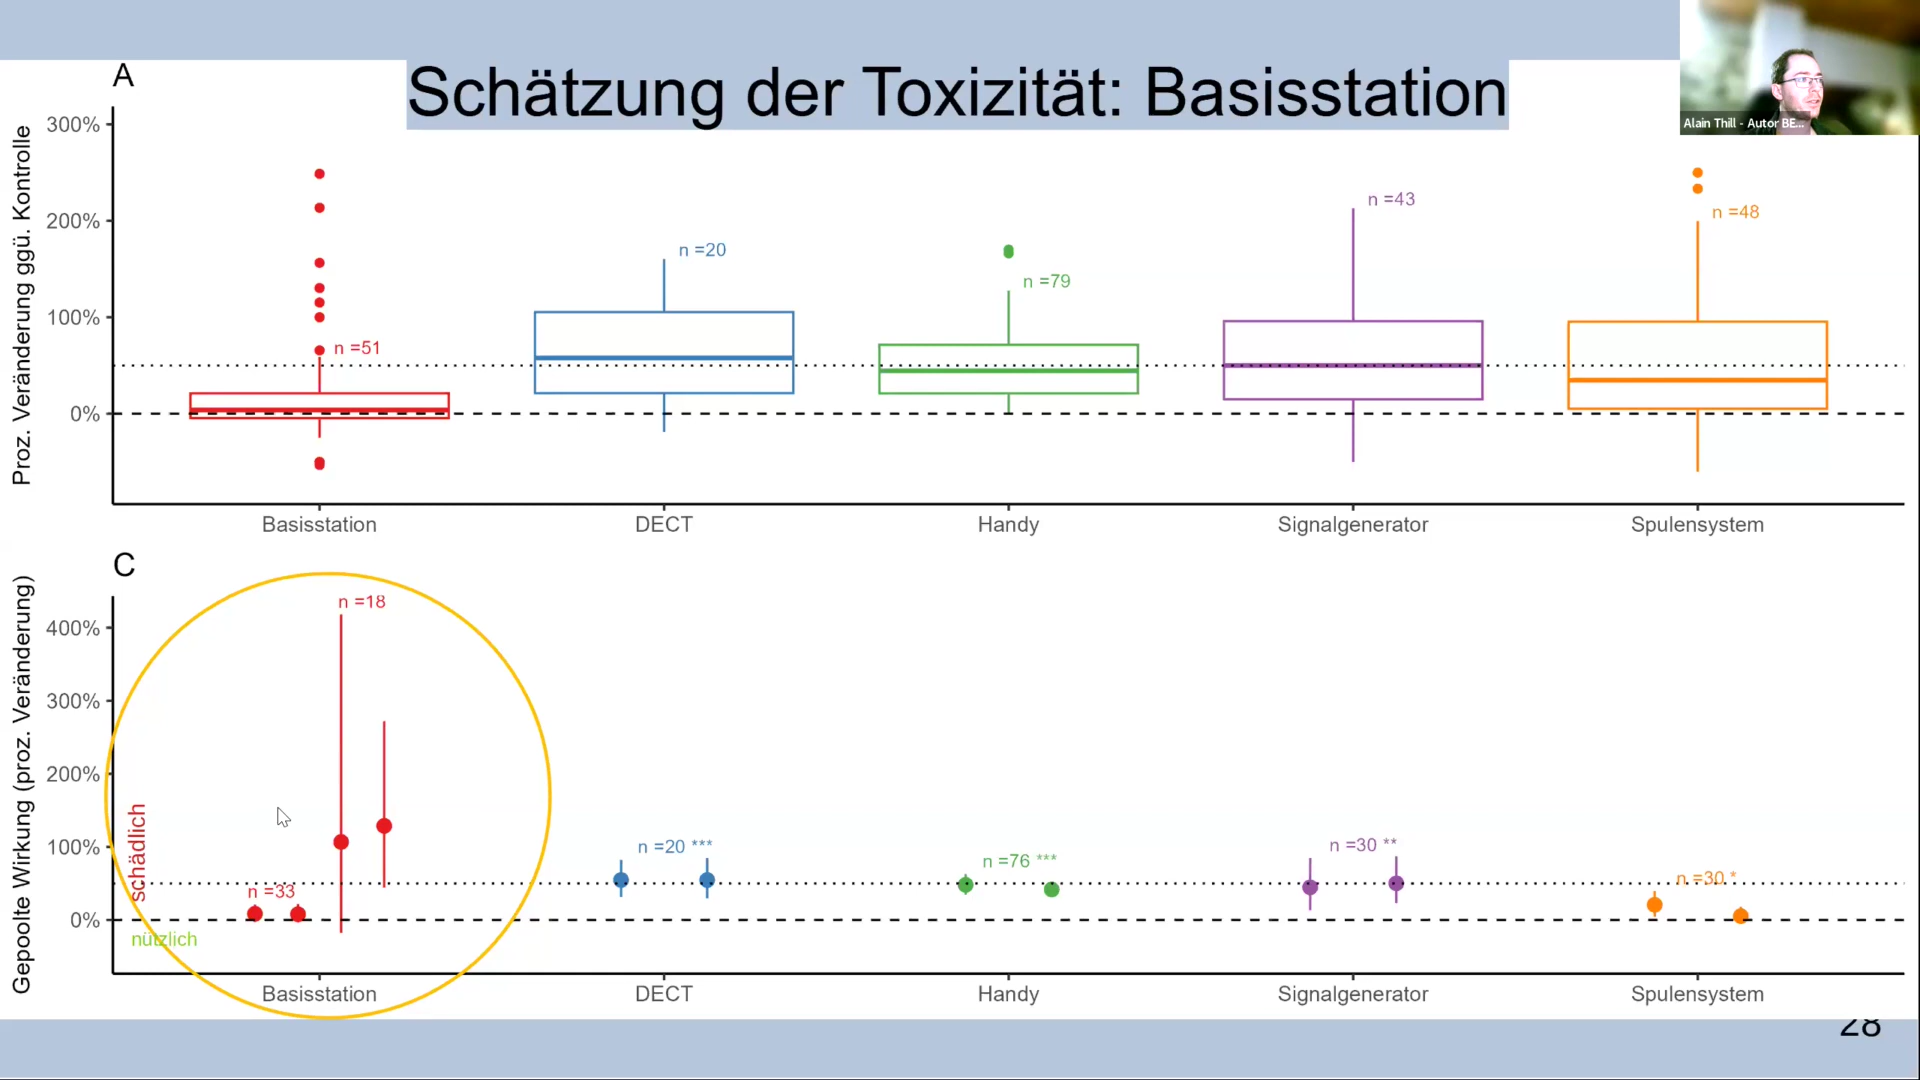 A
Schätzung der Toxizität: Basisstation
Alain Thill - Autor BE...
Proz. Veränderung ggü. Kontrolle
300%
200%
100%
0%
n =51
n =20
n =79
n =43
n =48
Basisstation
DECT
Handy
Signalgenerator
Spulensystem
C
Gepoolte Wirkung (proz. Veränderung)
400%
300%
200%
100%
0%
schädlich
nützlich
n =33
n =18
n =20 ***
n =76 ***
n =30 **
n =30 *
Basisstation
DECT
Handy
Signalgenerator
Spulensystem
28